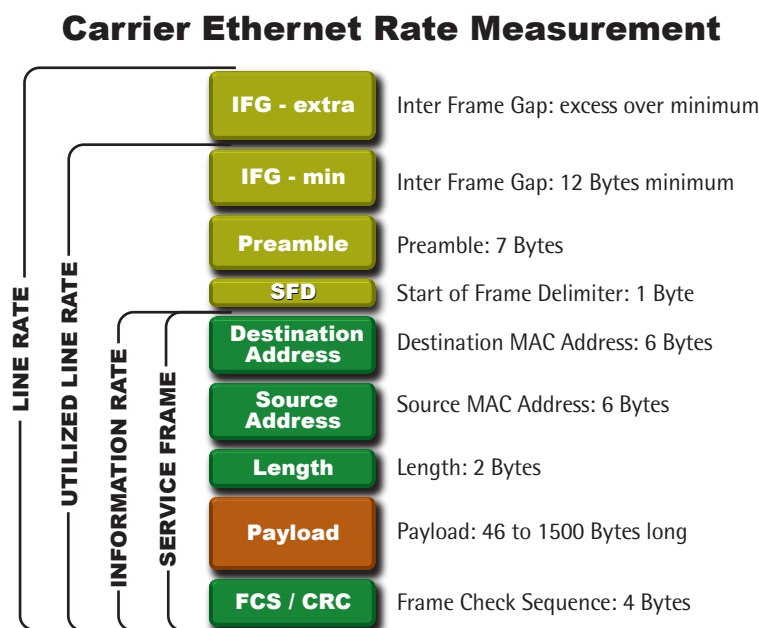 Carrier Ethernet Rate Measurement
IFG - extra
Inter Frame Gap: excess over minimum
IFG - min
Inter Frame Gap: 12 Bytes minimum
Preamble
Preamble: 7 Bytes
SFD
Start of Frame Delimiter: 1 Byte
Destination
Address
Destination MAC Address: 6 Bytes
Source
Address
Source MAC Address: 6 Bytes
Length
Length: 2 Bytes
Payload
Payload: 46 to 1500 Bytes long
FCS / CRC
Frame Check Sequence: 4 Bytes
LINE RATE
UTILIZED LINE RATE
INFORMATION RATE
SERVICE FRAME